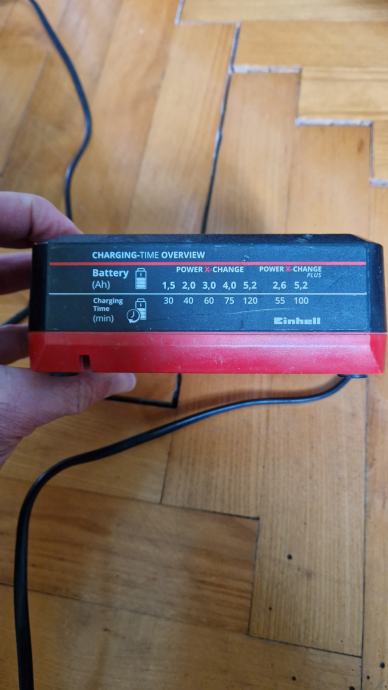 CHARGING-TIME OVERVIEW
Battery (Ah) POWER X-CHANGE POWER X-CHANGE PLUS
1,5 2,0 3,0 4,0 5,2 2,6 5,2
Charging Time (min) 30 40 60 75 120 55 100
Einhell